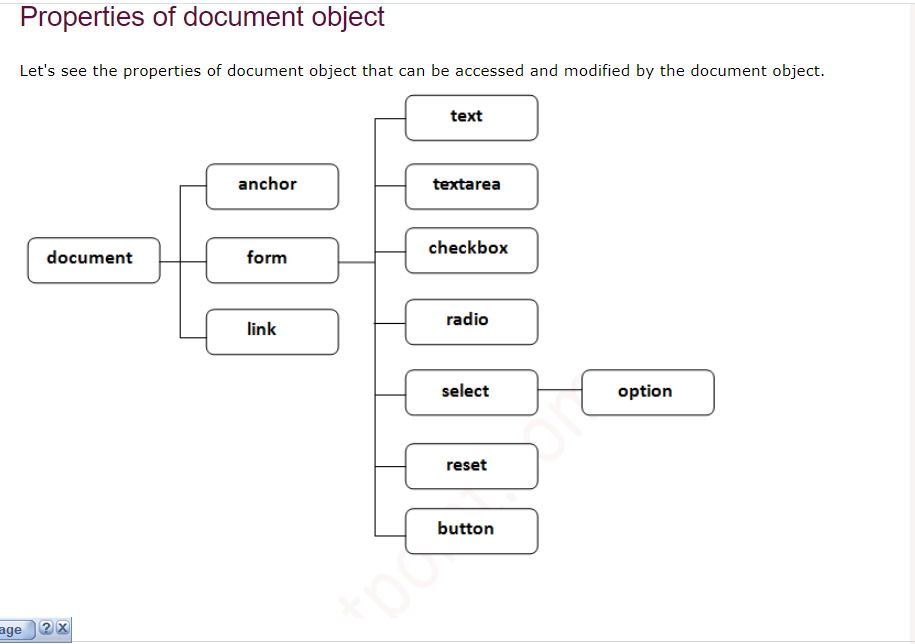 Properties of document object
Let's see the properties of document object that can be accessed and modified by the document object.
text
anchor
textarea
document
form
checkbox
link
radio
select
option
reset
button
age
?
X